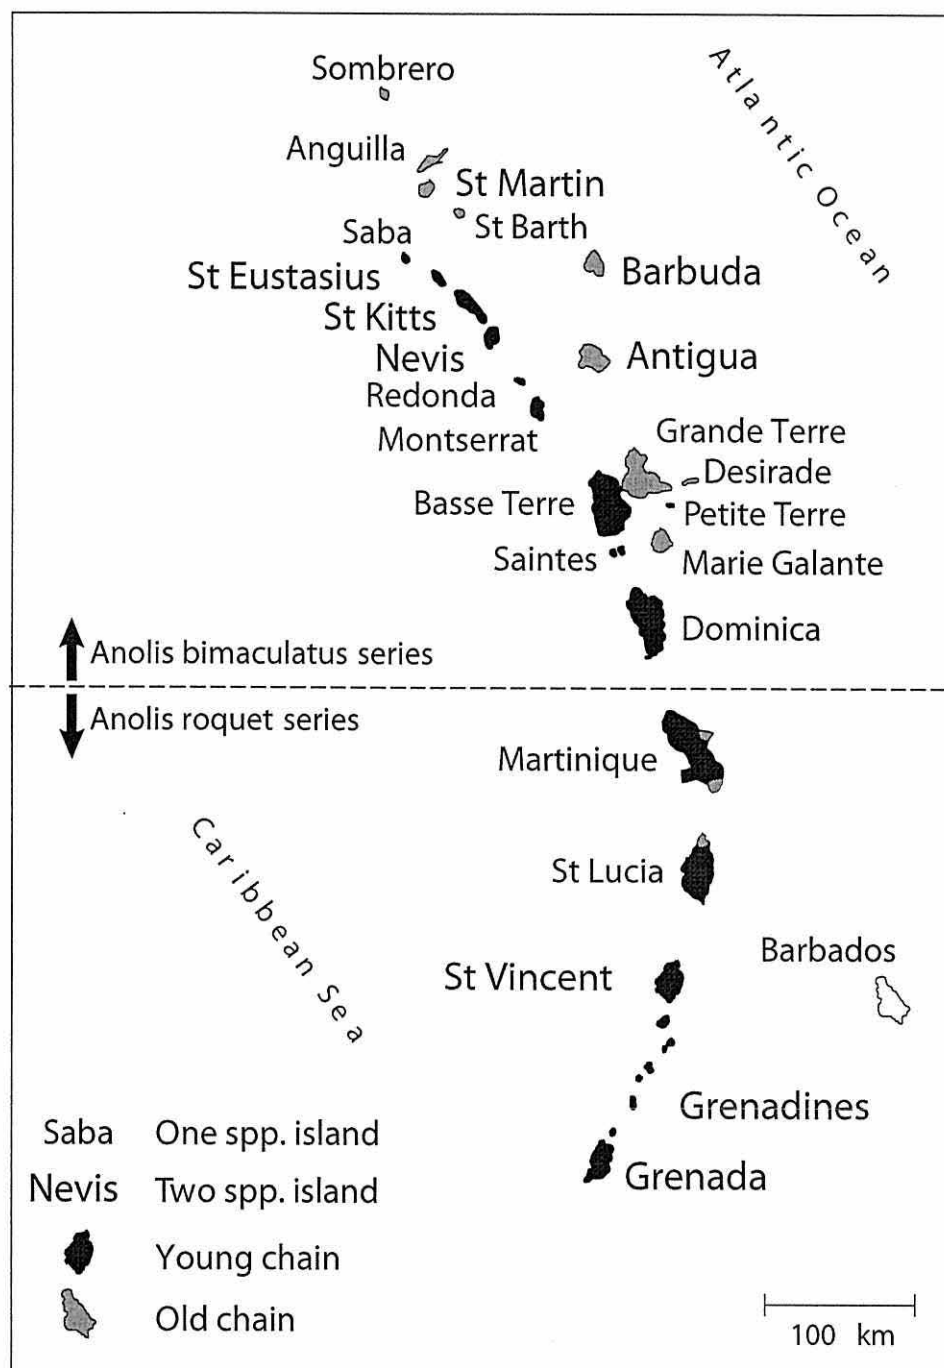 Sombrero
Atlantic Ocean
Anguilla
St Martin
St Barth
Saba
St Eustasius
Barbuda
St Kitts
Nevis
Antigua
Redonda
Montserrat
Grande Terre
Desirade
Basse Terre
Petite Terre
Saintes
Marie Galante
Dominica
Anolis bimaculatus series
Anolis roquet series
Martinique
Caribbean Sea
St Lucia
Barbados
St Vincent
Grenadines
Grenada
Saba One spp. island
Nevis Two spp. island
Young chain
Old chain
100 km